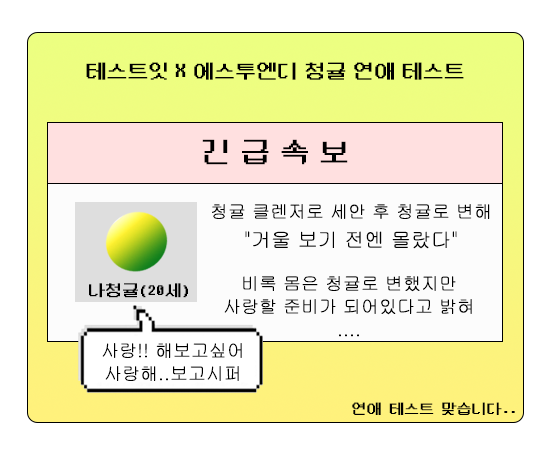 테스트잇 X 에스투엔디 청귤 연애 테스트
긴급속보
청귤 클렌저로 세안 후 청귤로 변해
"거울 보기 전엔 몰랐다"
비록 몸은 청귤로 변했지만
사랑할 준비가 되어있다고 밝혀
....
나청귤(20세)
사랑!! 해보고싶어
사랑해..보고시퍼
연애 테스트 맞습니다..